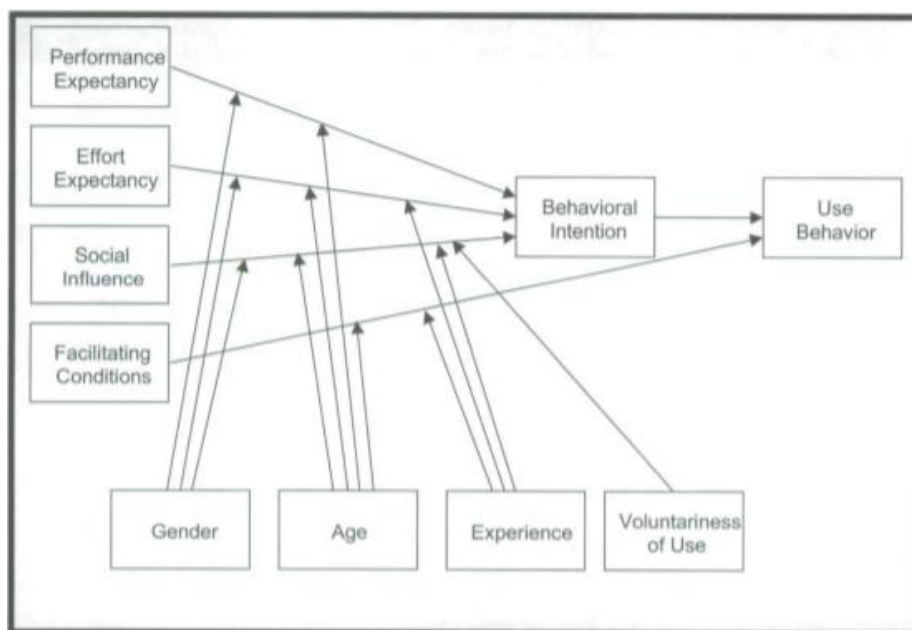 Performance
Expectancy
Effort
Expectancy
Social
Influence
Facilitating
Conditions
Behavioral
Intention
Use
Behavior
Gender
Age
Experience
Voluntariness
of Use